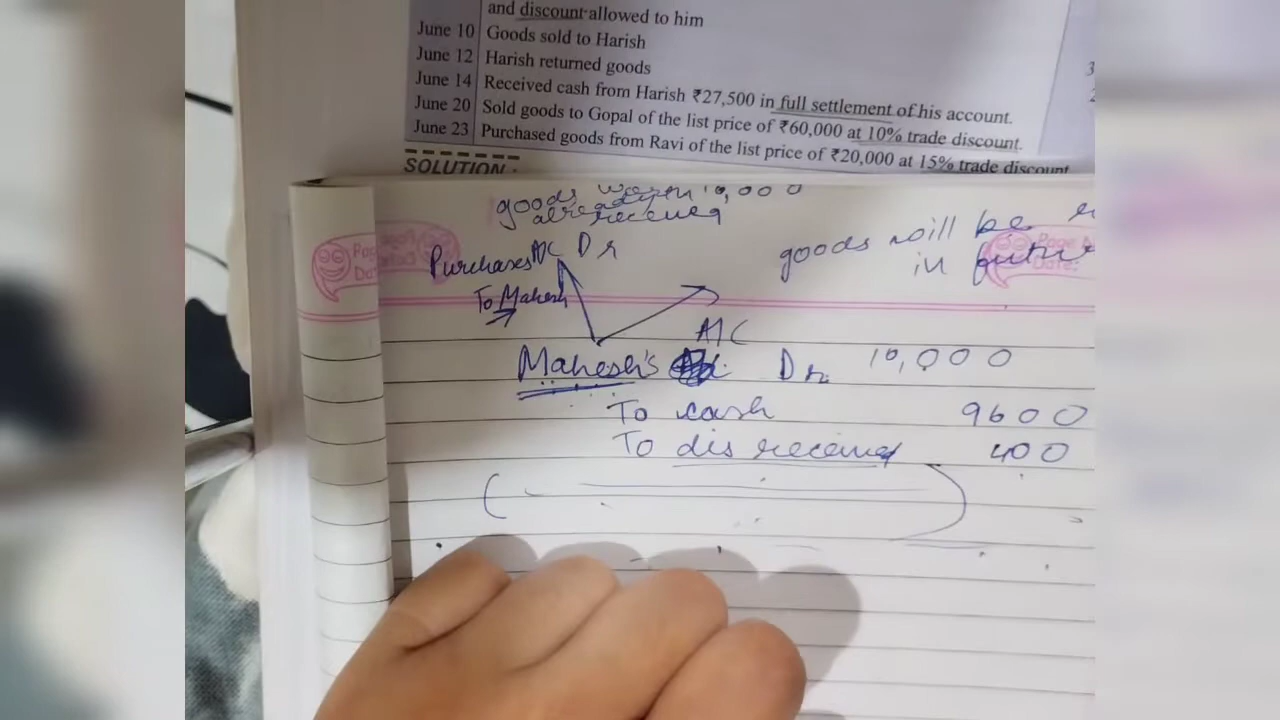 and discount allowed to him
June 10 Goods sold to Harish
June 12 Harish returned goods
June 14 Received cash from Harish ₹27,500 in full settlement of his account.
June 20 Sold goods to Gopal of the list price of ₹60,000 at 10% trade discount.
June 23 Purchased goods from Ravi of the list price of ₹20,000 at 15% trade discount
SOLUTION
goods worth 10,000
already
received
goods will be
in future
Purchases A/C Dr
To Mahesh
A/C
Mahesh's Dr 10,000
To cash 9600
To dis received 400